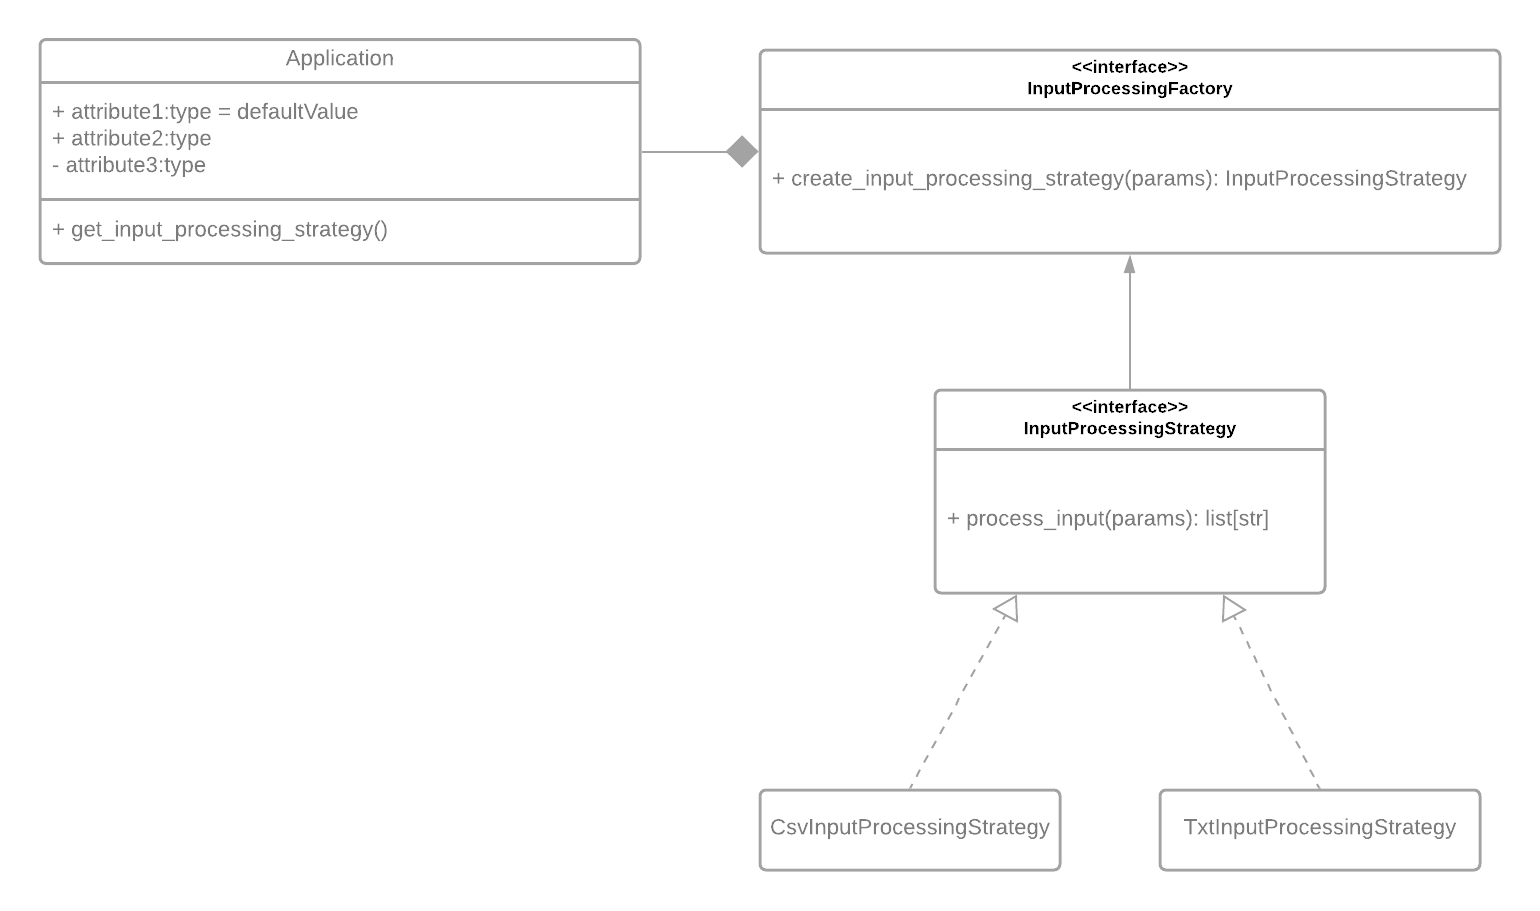 Application
+ attribute1:type = defaultValue
+ attribute2:type
- attribute3:type
+ get_input_processing_strategy()
<<interface>>
InputProcessingFactory
+ create_input_processing_strategy(params): InputProcessingStrategy
<<interface>>
InputProcessingStrategy
+ process_input(params): list[str]
CsvInputProcessingStrategy
TxtInputProcessingStrategy